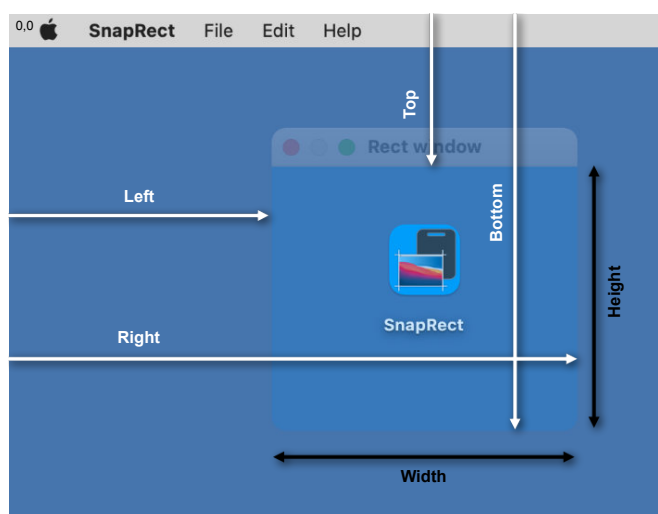 0,0 SnapRect File Edit Help
Top
Rect window
Left
Bottom
Height
SnapRect
Right
Width